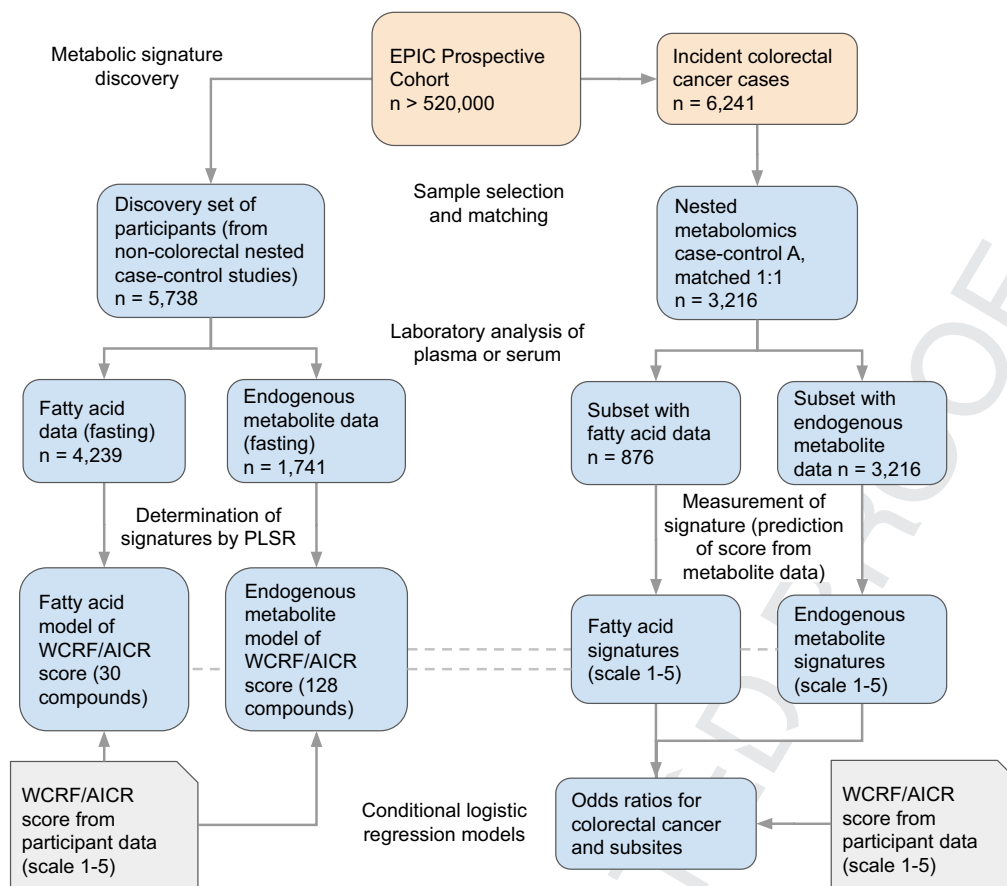 Metabolic signature
discovery
EPIC Prospective
Cohort
n > 520,000
Incident colorectal
cancer cases
n = 6,241
Sample selection
and matching
Discovery set of
participants (from
non-colorectal nested
case-control studies)
n = 5,738
Nested
metabolomics
case-control A,
matched 1:1
n = 3,216
Laboratory analysis of
plasma or serum
Fatty acid
data (fasting)
n = 4,239
Endogenous
metabolite data
(fasting)
n = 1,741
Subset with
fatty acid data
n = 876
Subset with
endogenous
metabolite
data n = 3,216
Determination of
signatures by PLSR
Measurement of
signature (prediction
of score from
metabolite data)
Fatty acid
model of
WCRF/AICR
score (30
compounds)
Endogenous
metabolite
model of
WCRF/AICR
score (128
compounds)
Fatty acid
signatures
(scale 1-5)
Endogenous
metabolite
signatures
(scale 1-5)
WCRF/AICR
score from
participant data
(scale 1-5)
Conditional logistic
regression models
Odds ratios for
colorectal cancer
and subsites
WCRF/AICR
score from
participant data
(scale 1-5)